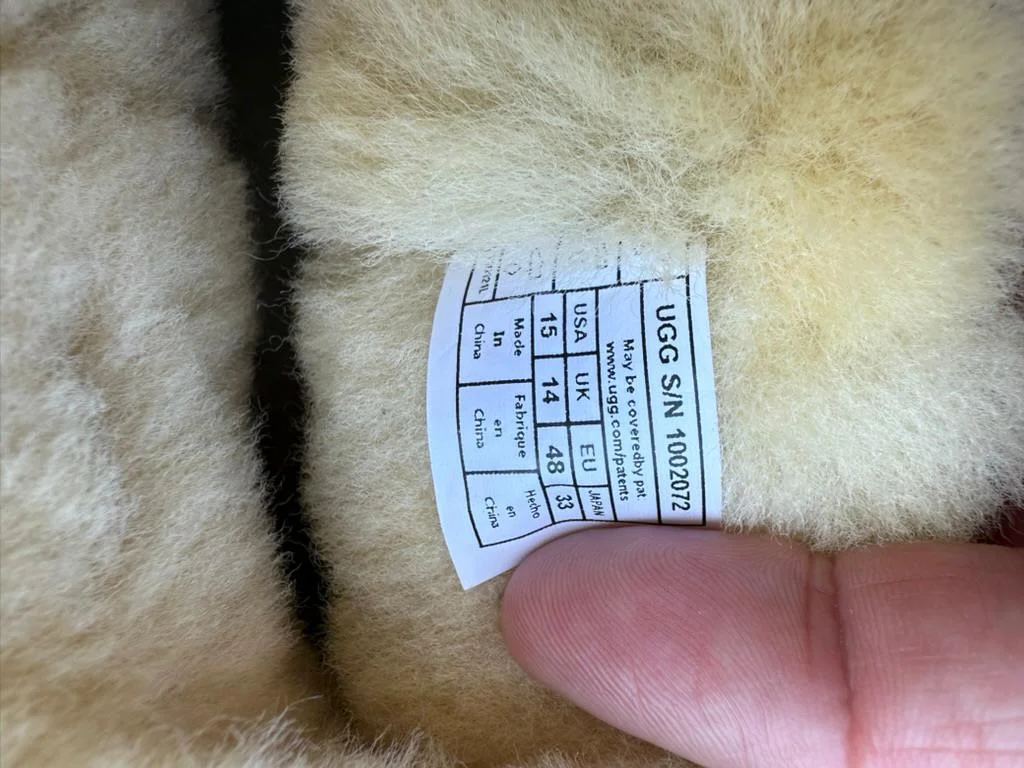 UGG S/N 1002072
May be coveredby pat.
www.ugg.com/patents
USA UK EU JAPAN
15 14 48 33
Made Fabrique Hecho
In en en
China China China